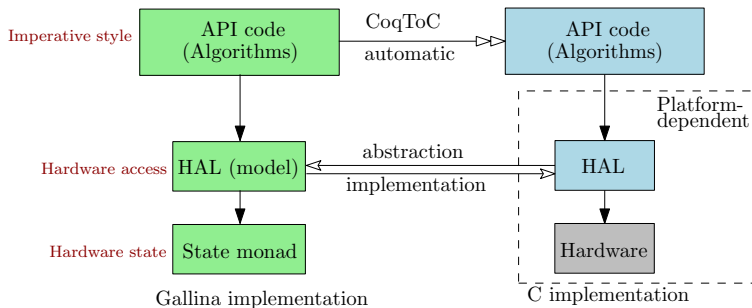 Imperative style
API code
(Algorithms)
CoqToC
automatic
API code
(Algorithms)
Platform-
dependent
Hardware access
HAL (model)
abstraction
implementation
HAL
Hardware state
State monad
Hardware
Gallina implementation
C implementation